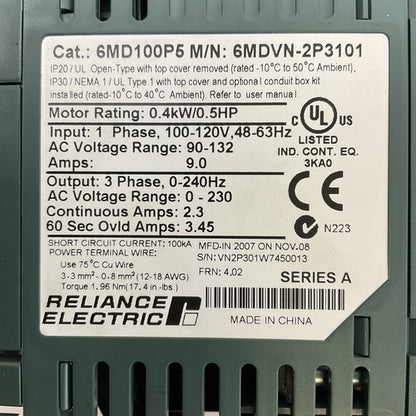 Cat.: 6MD100P5 M/N: 6MDVN-2P3101
IP20 / UL Open-Type with top cover removed (rated -10°C to 50°C Ambient),
IP30 / NEMA 1 / UL Type 1 with top cover and optional conduit box kit
installed (rated-10°C to 40°C Ambient). Refer to user manual.
Motor Rating: 0.4kW/0.5HP
Input: 1 Phase, 100-120V,48-63Hz
AC Voltage Range: 90-132
Amps: 9.0
Output: 3 Phase, 0-240Hz
AC Voltage Range: 0 - 230
Continuous Amps: 2.3
60 Sec Ovld Amps: 3.45
C UL US
LISTED
IND. CONT. EQ.
3KA0
CE
N223
SHORT CIRCUIT CURRENT: 100kA
POWER TERMINAL WIRE:
Use 75°C Cu Wire
3.3 mm² - 0.8 mm² (12-18 AWG)
Torque 1.96 Nm(17.4 in.-lbs.)
MFD-IN 2007 ON NOV-08
S/N: VN2P301W7450013
FRN: 4.02
SERIES A
RELIANCE
ELECTRIC
MADE IN CHINA